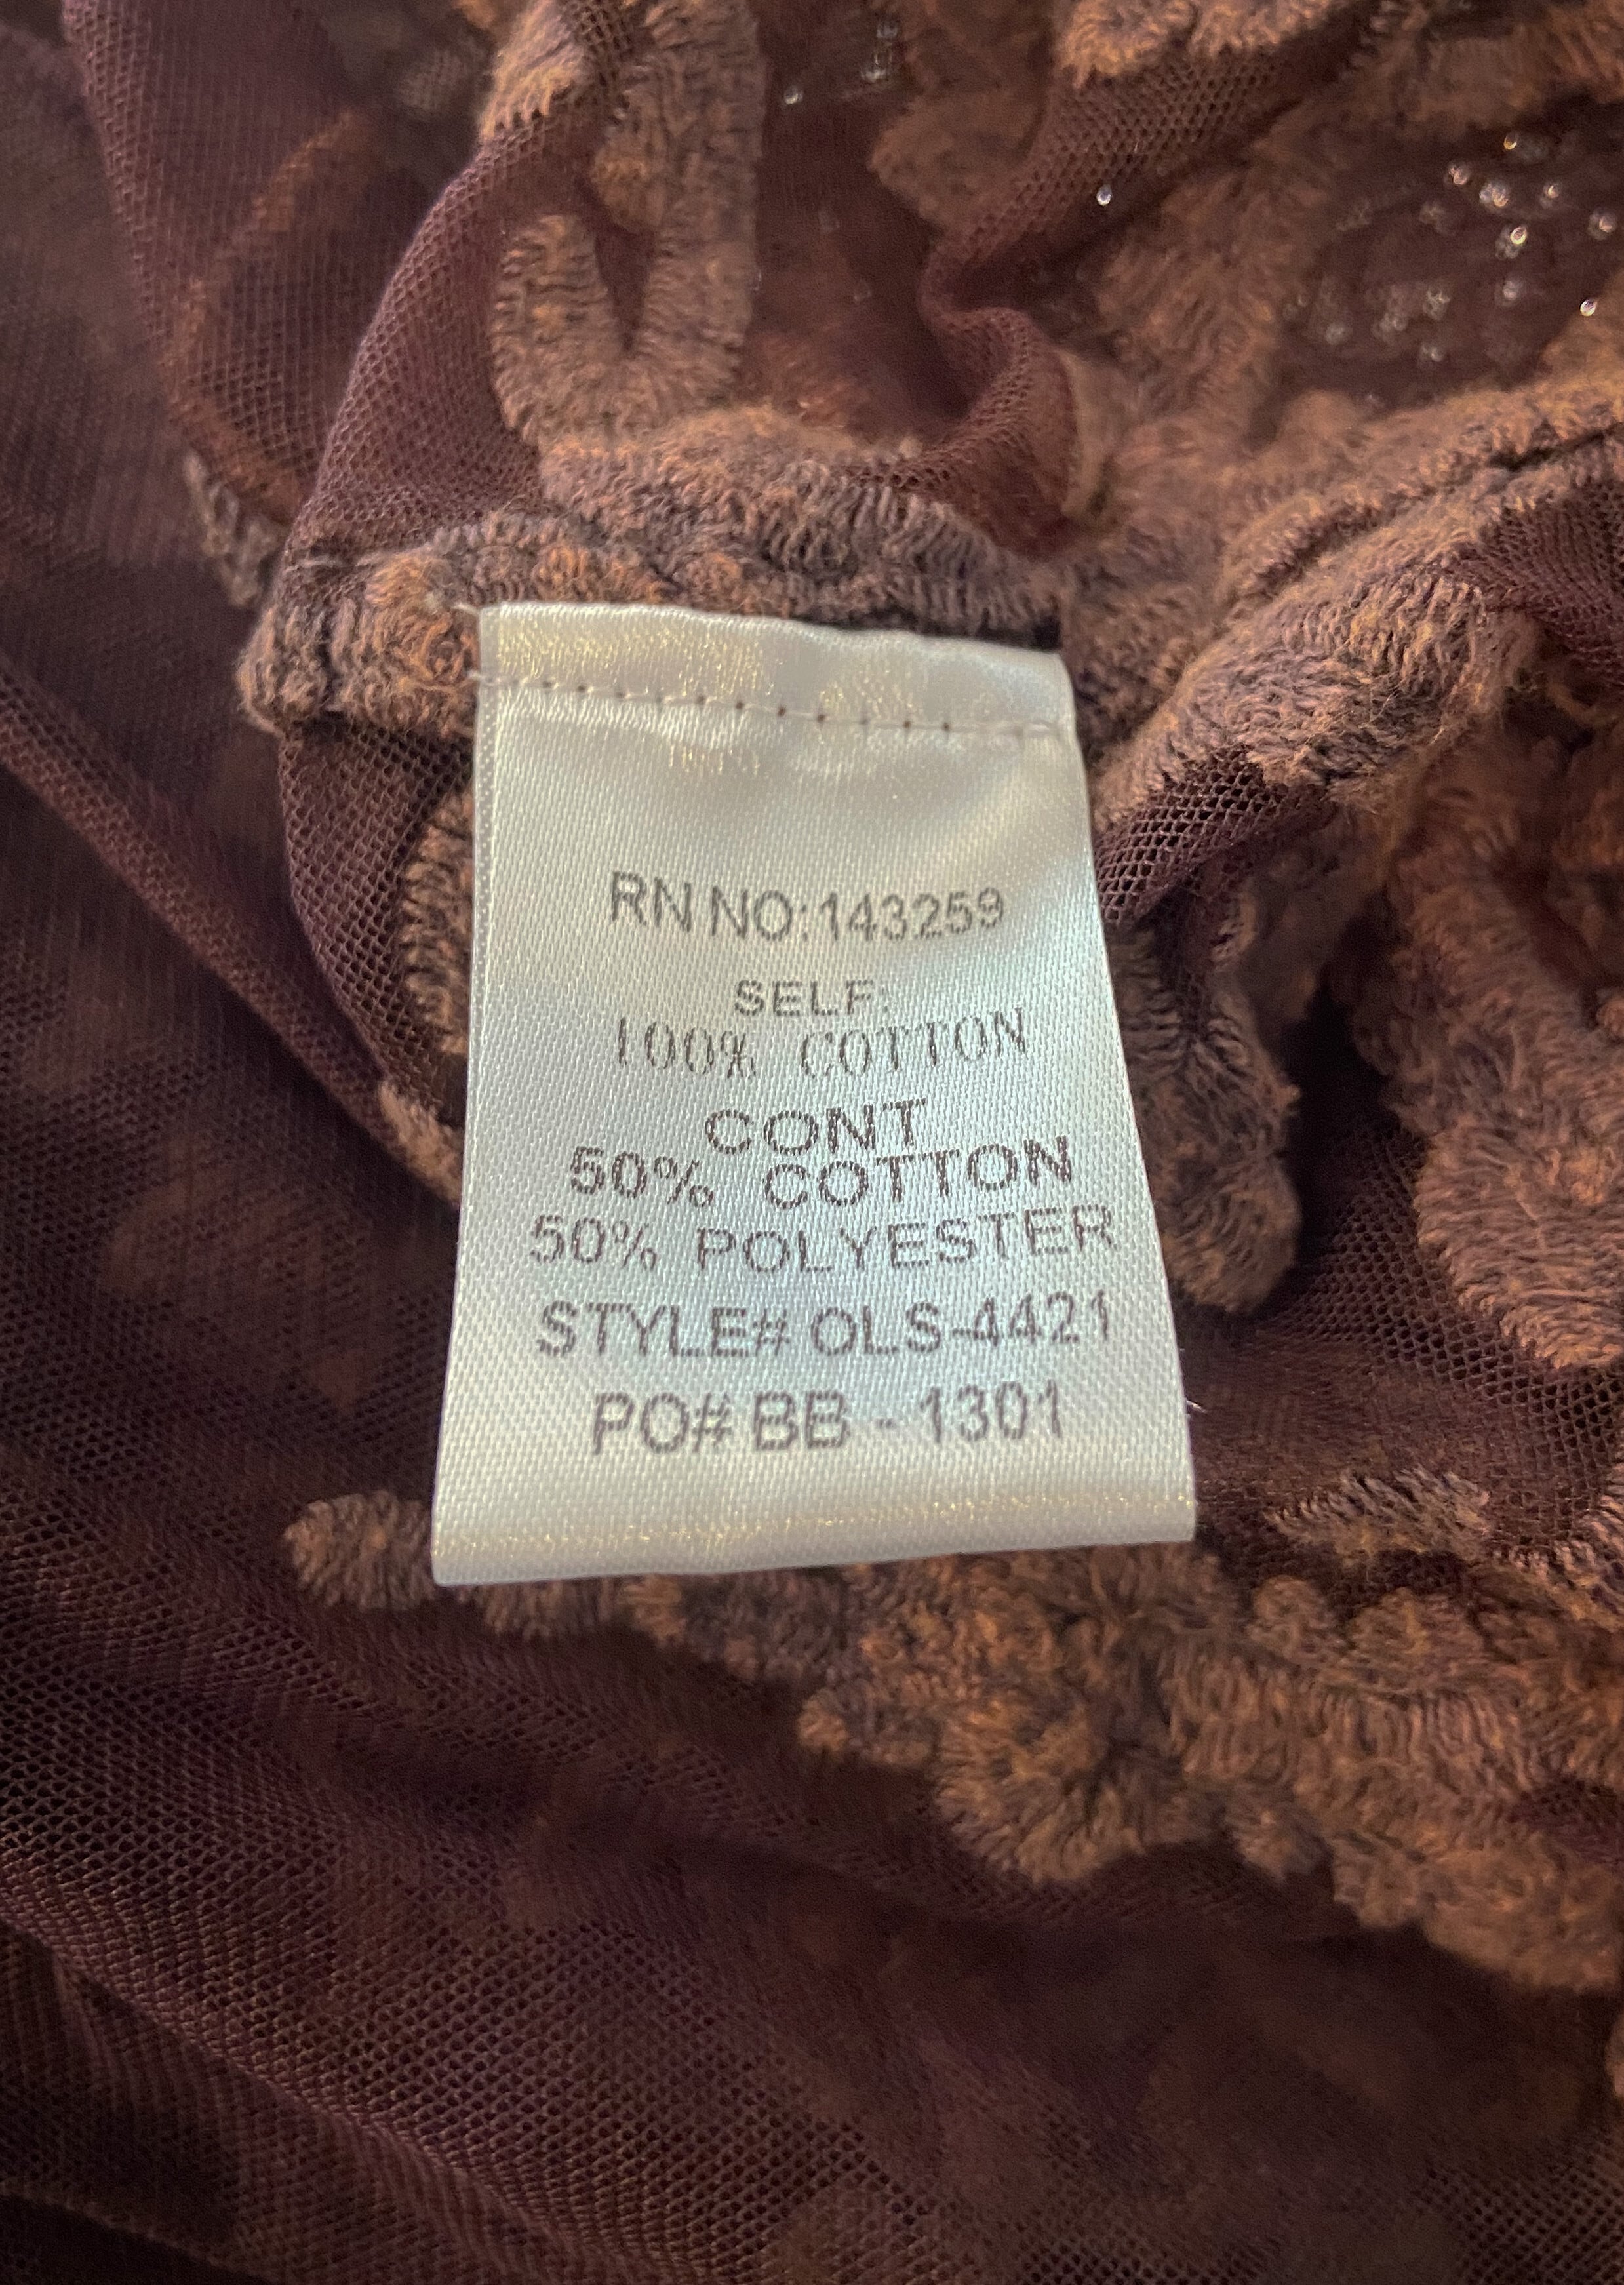 RN NO:143259
SELF:
100% COTTON
CONT
50% COTTON
50% POLYESTER
STYLE# OLS-4421
PO# BB - 1301